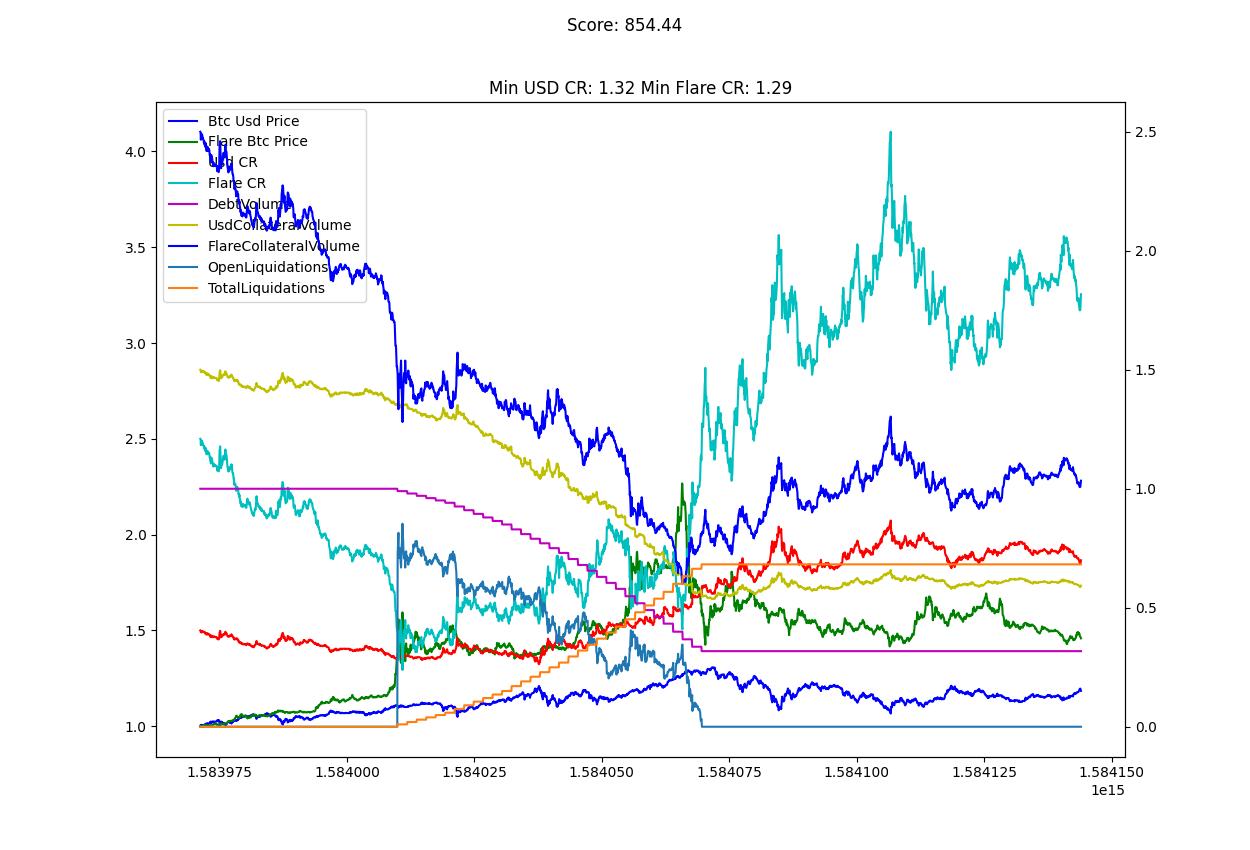 Score: 854.44
Min USD CR: 1.32 Min Flare CR: 1.29
Btc Usd Price
Flare Btc Price
Usd CR
Flare CR
DebtVolume
UsdCollateralVolume
FlareCollateralVolume
OpenLiquidations
TotalLiquidations
4.0
3.5
3.0
2.5
2.0
1.5
1.0
2.5
2.0
1.5
1.0
0.5
0.0
1.583975
1.584000
1.584025
1.584050
1.584075
1.584100
1.584125
1.584150
1e15